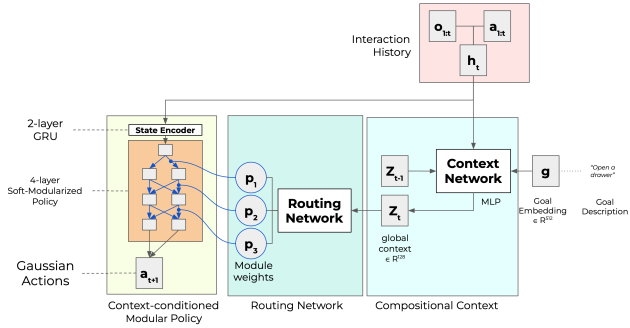 Interaction
History
o1:t
a1:t
ht
2-layer
GRU
State Encoder
4-layer
Soft-Modularized
Policy
Gaussian
Actions
at+1
p1
p2
p3
Module
weights
Routing
Network
Zt-1
Zt
global
context
∈ R128
Context
Network
MLP
g
Goal
Embedding
∈ R512
"Open a
drawer"
Goal
Description
Context-conditioned
Modular Policy
Routing Network
Compositional Context